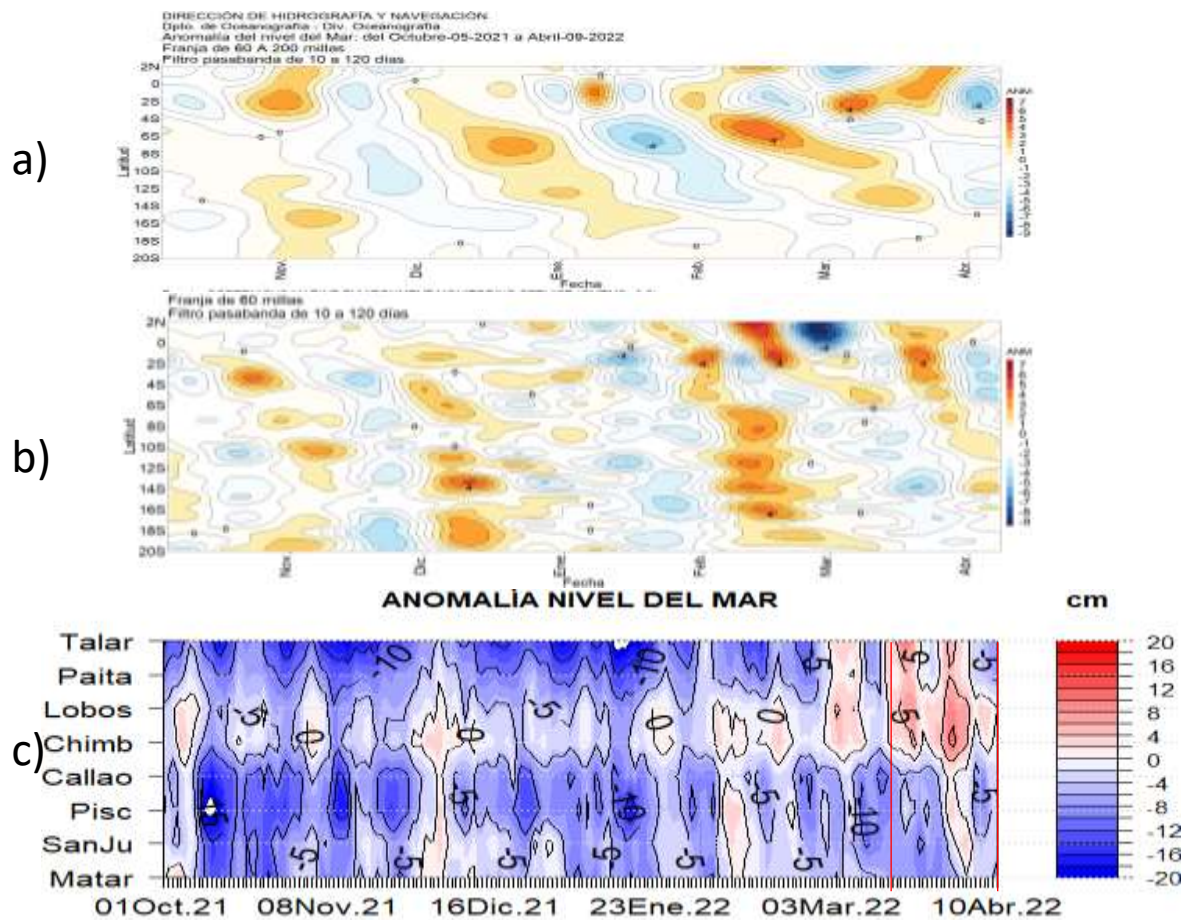 DIRECCIÓN DE HIDROGRAFÍA Y NAVEGACIÓN
Dpto. de Oceanografía - Div. Oceanografía
Anomalía del nivel del Mar: del Octubre-05-2021 a Abril-09-2022
Franja de 60 A 200 millas
Filtro pasabanda de 10 a 120 días
a)
Latitud
2N
0
2S
4S
6S
8S
10S
12S
14S
16S
18S
20S
Nov.
Dic.
Ene.
Feb.
Mar.
Abr.
Fecha
ANM
Franja de 60 millas
Filtro pasabanda de 10 a 120 días
b)
Latitud
2N
0
2S
4S
6S
8S
10S
12S
14S
16S
18S
20S
Nov.
Dic.
Ene.
Feb.
Mar.
Abr.
Fecha
ANM
ANOMALÌA NIVEL DEL MAR
cm
c)
Talar
Paita
Lobos
Chimb
Callao
Pisc
SanJu
Matar
01Oct.21 08Nov.21 16Dic.21 23Ene.22 03Mar.22 10Abr.22
20
16
12
8
4
0
-4
-8
-12
-16
-20